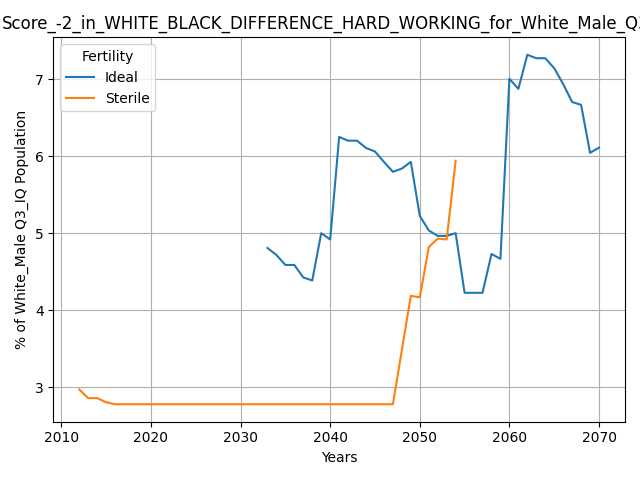 Score_-2_in_WHITE_BLACK_DIFFERENCE_HARD_WORKING_for_White_Male_Q3
Fertility
Ideal
Sterile
% of White_Male Q3_IQ Population
7
6
5
4
3
2010 2020 2030 2040 2050 2060 2070
Years